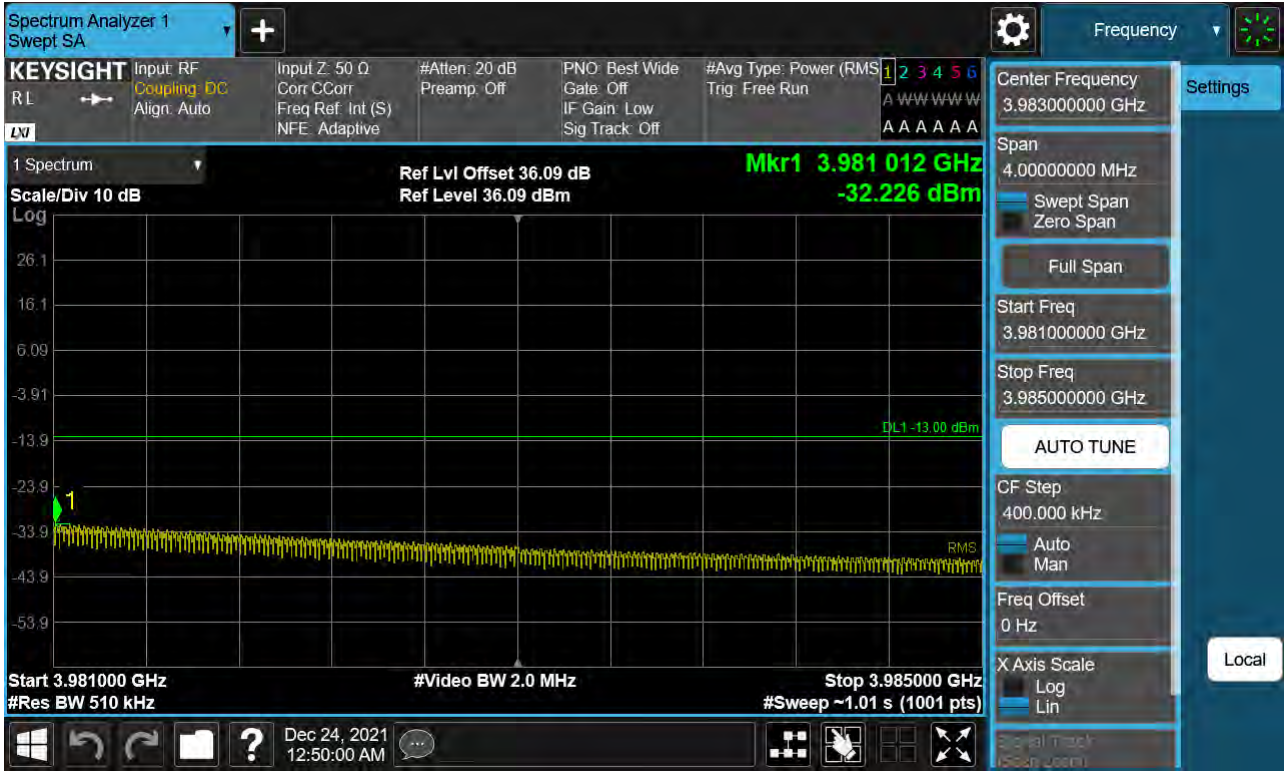 Spectrum Analyzer 1
Swept SA
Frequency
KEYSIGHT
R L
LXI
Input: RF
Coupling: DC
Align: Auto
Input Z: 50 Ω
Corr CCorr
Freq Ref: Int (S)
NFE: Adaptive
#Atten: 20 dB
Preamp: Off
PNO: Best Wide
Gate: Off
IF Gain: Low
Sig Track: Off
#Avg Type: Power (RMS
Trig: Free Run
1 2 3 4 5 6
A W W W W W
A A A A A A
1 Spectrum
Scale/Div 10 dB
Log
Ref Lvl Offset 36.09 dB
Ref Level 36.09 dBm
Mkr1 3.981 012 GHz
-32.226 dBm
26.1
16.1
6.09
-3.91
-13.9
-23.9
-33.9
-43.9
-53.9
DL1 -13.00 dBm
1
RMS
Start 3.981000 GHz
#Res BW 510 kHz
#Video BW 2.0 MHz
Stop 3.985000 GHz
#Sweep ~1.01 s (1001 pts)
Center Frequency
3.983000000 GHz
Span
4.00000000 MHz
Swept Span
Zero Span
Full Span
Start Freq
3.981000000 GHz
Stop Freq
3.985000000 GHz
AUTO TUNE
CF Step
400.000 kHz
Auto
Man
Freq Offset
0 Hz
X Axis Scale
Log
Lin
Signal Track
(Span Zoom)
Settings
Local
?
Dec 24, 2021
12:50:00 AM